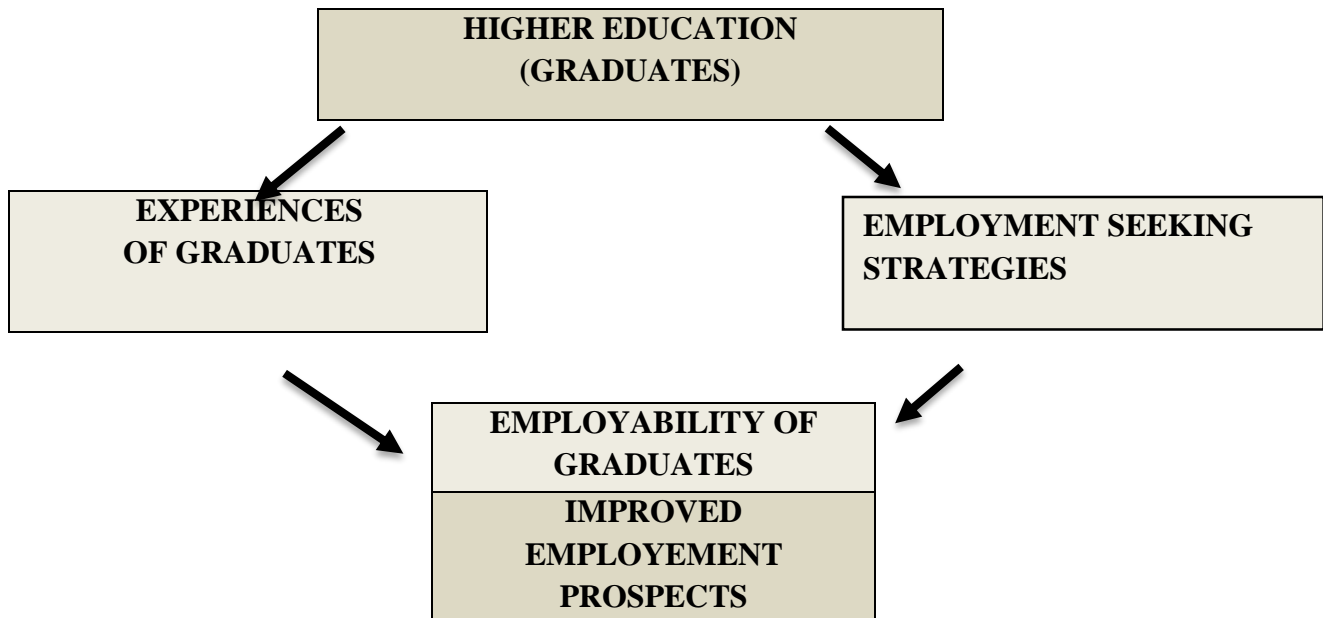 HIGHER EDUCATION
(GRADUATES)
EXPERIENCES
OF GRADUATES
EMPLOYMENT SEEKING
STRATEGIES
EMPLOYABILITY OF
GRADUATES
IMPROVED
EMPLOYEMENT
PROSPECTS